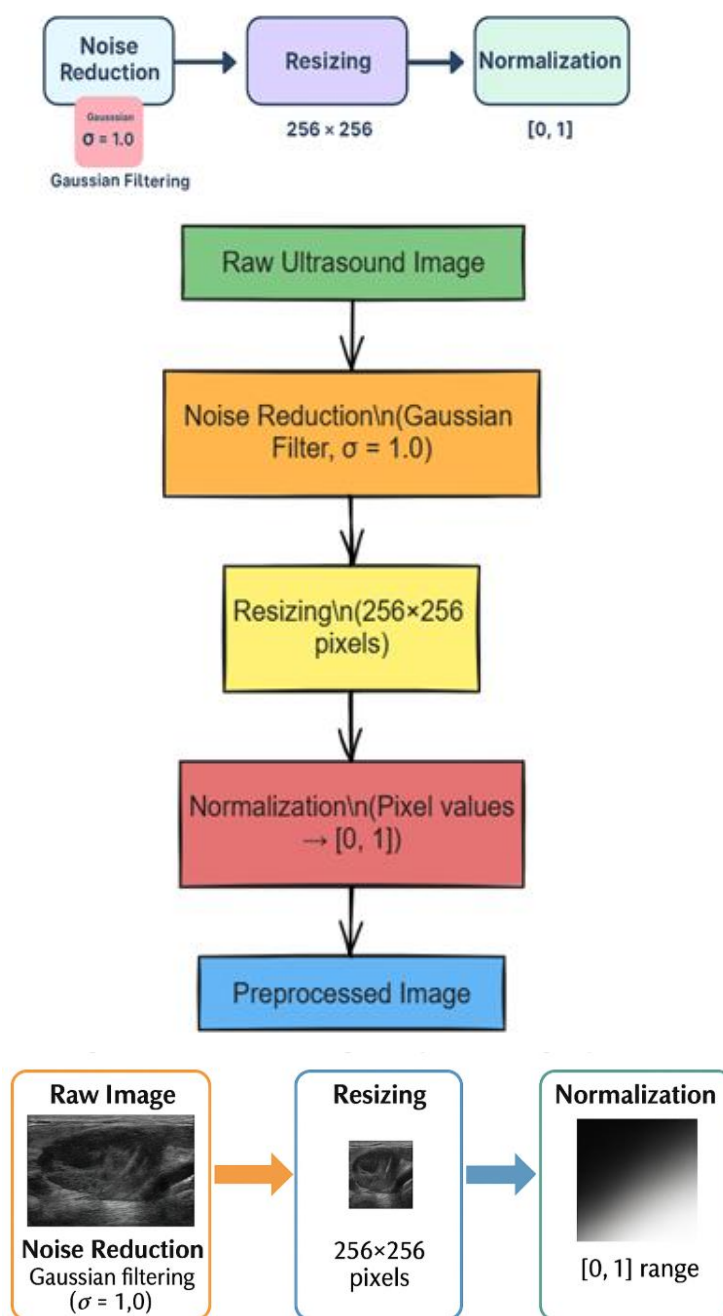 Noise
Reduction
Resizing
Normalization
Gausssian
σ = 1.0
256 × 256
[0, 1]
Gaussian Filtering
Raw Ultrasound Image
Noise Reduction\n(Gaussian
Filter, σ = 1.0)
Resizing\n(256×256
pixels)
Normalization\n(Pixel values
→ [0, 1])
Preprocessed Image
Raw Image
Noise Reduction
Gaussian filtering
(σ = 1,0)
Resizing
256×256
pixels
Normalization
[0, 1] range